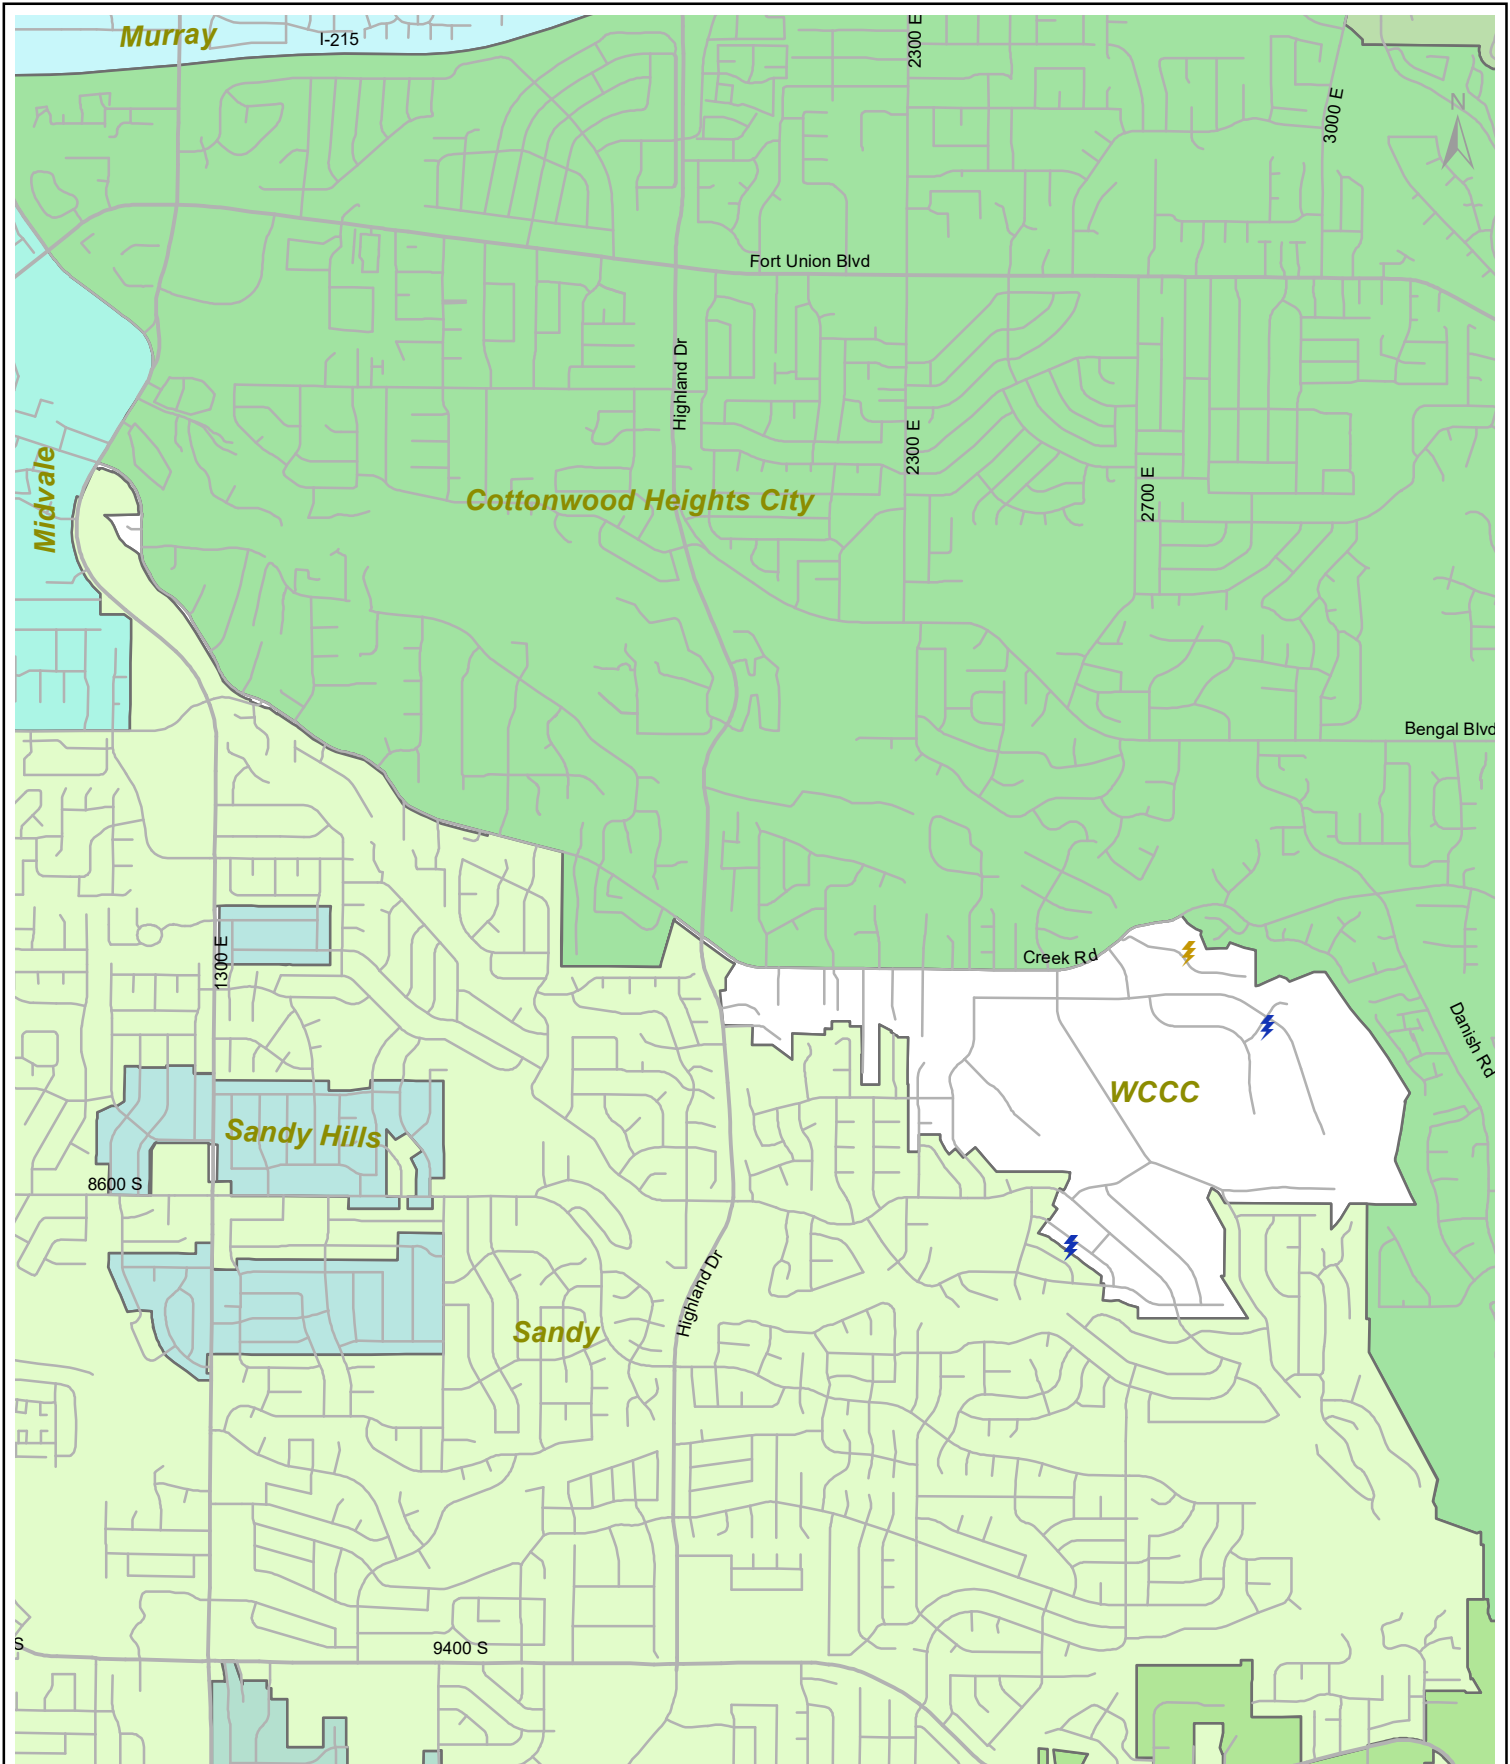 Murray
I-215
2300 E
3000 E
N
Fort Union Blvd
Highland Dr
2300 E
Midvale
Cottonwood Heights City
2700 E
Bengal Blvd
1300 E
Creek Rd
Danish Rd
WCCC
Sandy Hills
8600 S
Highland Dr
Sandy
S
9400 S